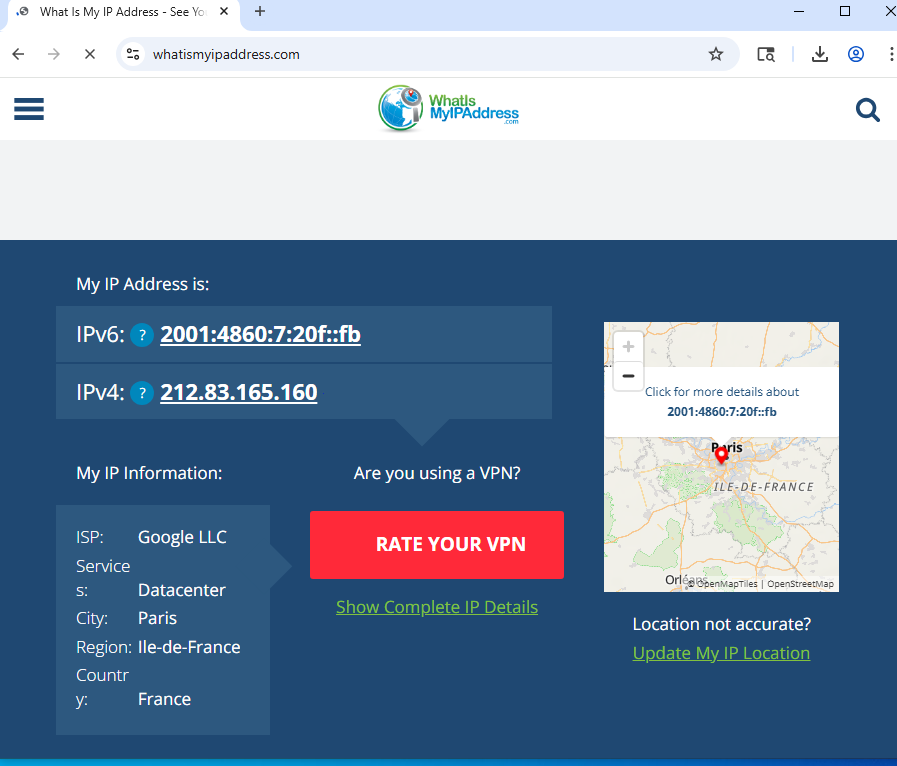 What Is My IP Address - See You
whatismyipaddress.com
WhatIs
MyIPAddress
.com
My IP Address is:
IPv6: ? 2001:4860:7:20f::fb
IPv4: ? 212.83.165.160
My IP Information:
ISP: Google LLC
Service
s: Datacenter
City: Paris
Region: Ile-de-France
Countr
y: France
Are you using a VPN?
RATE YOUR VPN
Show Complete IP Details
+
−
Click for more details about
2001:4860:7:20f::fb
Paris
ILE-DE-FRANCE
Orléans
© OpenMapTiles | OpenStreetMap
Location not accurate?
Update My IP Location